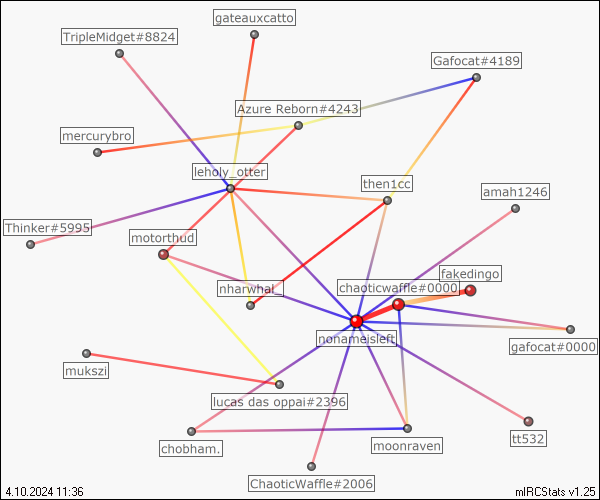 gateauxcatto
TripleMidget#8824
Gafocat#4189
Azure Reborn#4243
mercurybro
leholy_otter
then1cc
amah1246
Thinker#5995
motorthud
fakedingo
nharwhal_
chaoticwaffle#0000
nonameisleft
gafocat#0000
mukszi
lucas das oppai#2396
tt532
chobham.
moonraven
ChaoticWaffle#2006
4.10.2024 11:36
mIRCStats v1.25